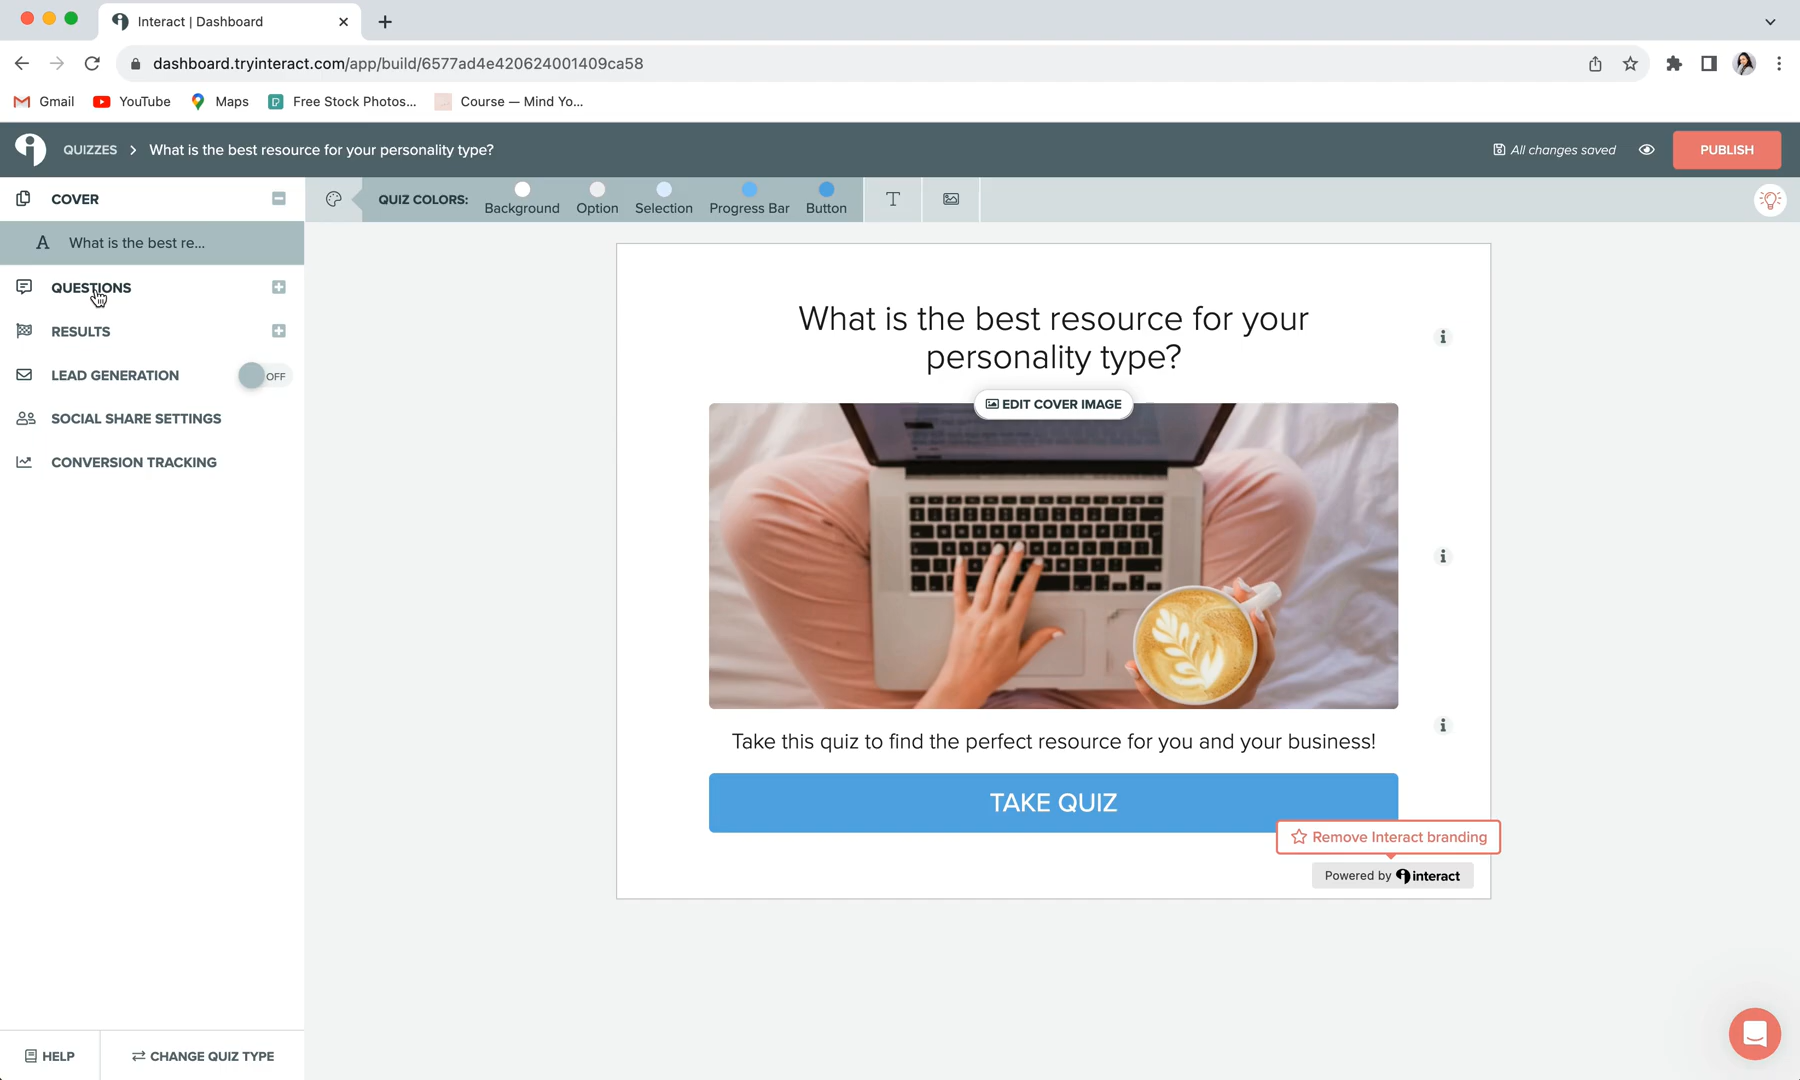 Interact | Dashboard
dashboard.tryinteract.com/app/build/6577ad4e420624001409ca58
Gmail
YouTube
Maps
Free Stock Photos...
Course — Mind Yo...
QUIZZES > What is the best resource for your personality type?
All changes saved
PUBLISH
COVER
What is the best re...
QUESTIONS
RESULTS
LEAD GENERATION
OFF
SOCIAL SHARE SETTINGS
CONVERSION TRACKING
HELP
CHANGE QUIZ TYPE
QUIZ COLORS:
Background
Option
Selection
Progress Bar
Button
What is the best resource for your
personality type?
EDIT COVER IMAGE
Take this quiz to find the perfect resource for you and your business!
TAKE QUIZ
Remove Interact branding
Powered by interact